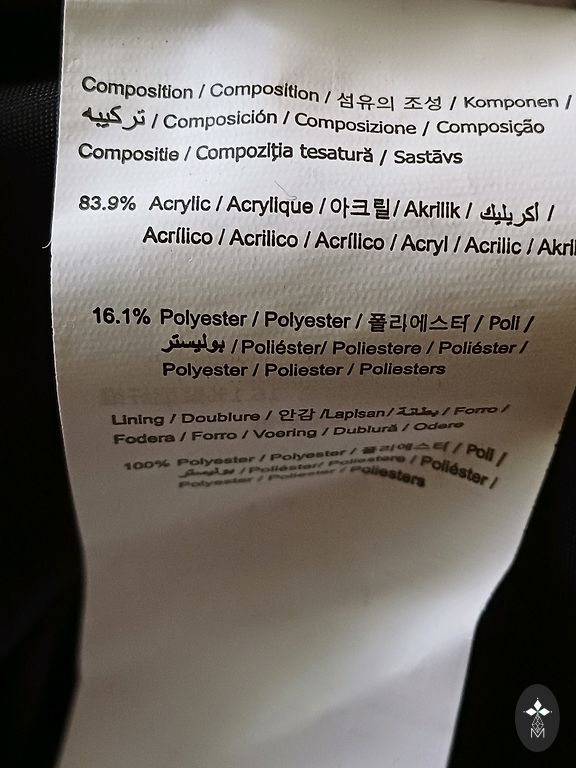 Composition / Composition / 섬유의 조성 / Komponen /
تركيبه / Composición / Composizione / Composição
Compositie / Compoziția tesatură / Sastāvs
83.9% Acrylic / Acrylique / 아크릴 / Akrilik / أكريليك /
Acrílico / Acrilico / Acrílico / Acryl / Acrilic / Akril
16.1% Polyester / Polyester / 폴리에스터 / Poli /
بوليستر / Poliéster/ Poliestere / Poliéster /
Polyester / Poliester / Poliesters
Lining / Doublure / 안감 /Lapisan/ بطانة / Forro /
Fodera / Forro / Voering / Dublură / Odere
100% Polyester / Polyester / 폴리에스터 / Poli /
بوليستر / Poliéster/ Poliestere / Poliéster /
Polyester / Poliester / Poliesters
M